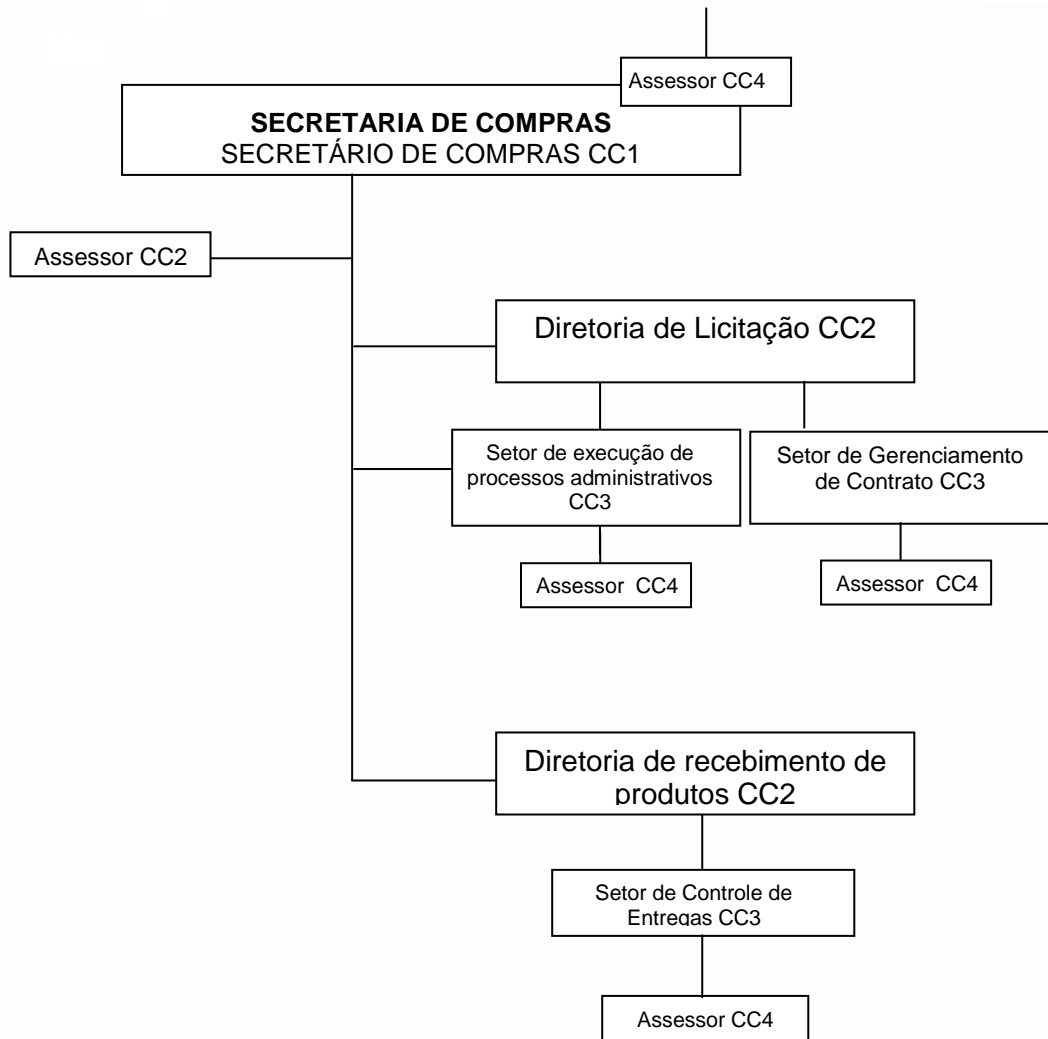 Assessor CC4
SECRETARIA DE COMPRAS
SECRETÁRIO DE COMPRAS CC1
Assessor CC2
Diretoria de Licitação CC2
Setor de execução de
processos administrativos
CC3
Setor de Gerenciamento
de Contrato CC3
Assessor CC4
Assessor CC4
Diretoria de recebimento de
produtos CC2
Setor de Controle de
Entregas CC3
Assessor CC4